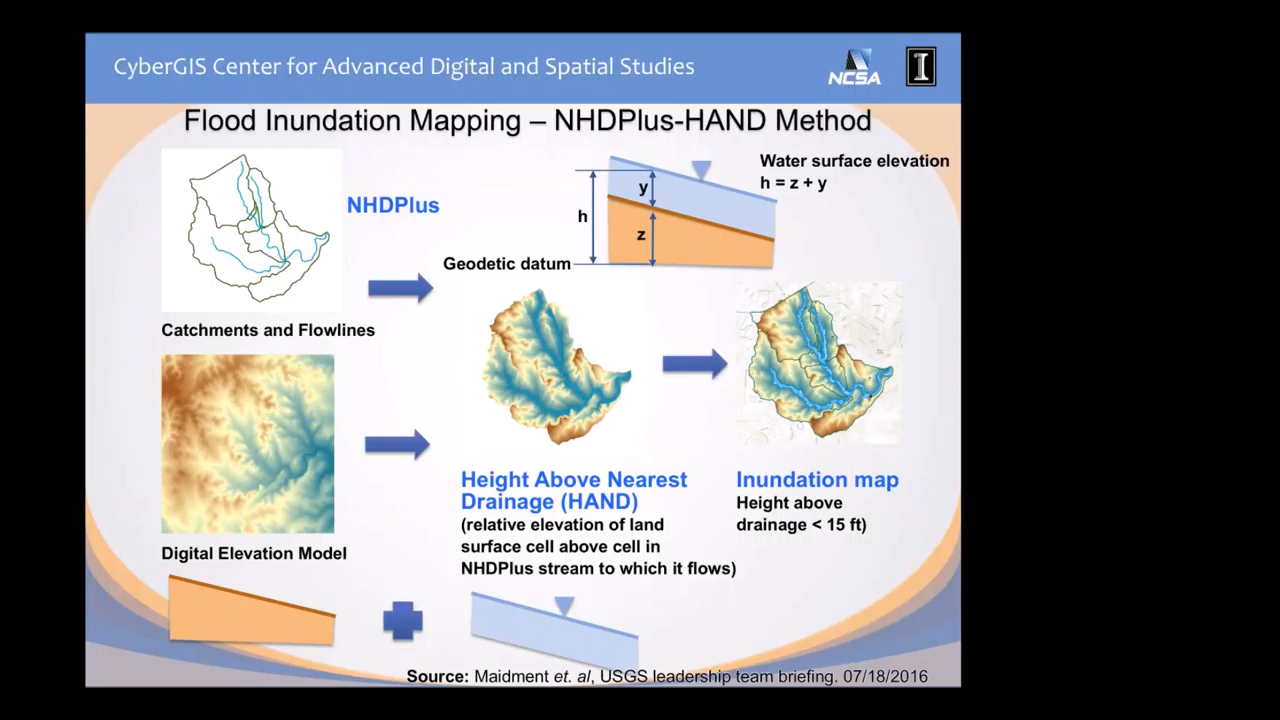 CyberGIS Center for Advanced Digital and Spatial Studies
NCSA
I
Flood Inundation Mapping – NHDPlus-HAND Method
NHDPlus
Catchments and Flowlines
Water surface elevation
h = z + y
y
h
z
Geodetic datum
Digital Elevation Model
Height Above Nearest
Drainage (HAND)
(relative elevation of land
surface cell above cell in
NHDPlus stream to which it flows)
Inundation map
Height above
drainage < 15 ft)
Source: Maidment et. al, USGS leadership team briefing. 07/18/2016